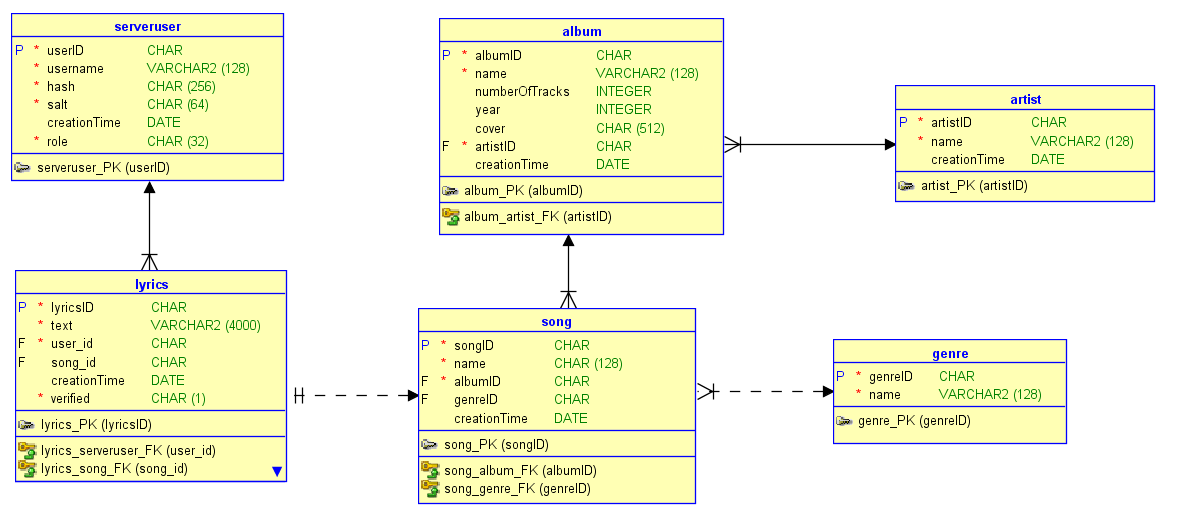 serveruser
P * userID CHAR
* username VARCHAR2 (128)
* hash CHAR (256)
* salt CHAR (64)
creationTime DATE
* role CHAR (32)
serveruser_PK (userID)
album
P * albumID CHAR
* name VARCHAR2 (128)
numberOfTracks INTEGER
year INTEGER
cover CHAR (512)
F * artistID CHAR
creationTime DATE
album_PK (albumID)
album_artist_FK (artistID)
artist
P * artistID CHAR
* name VARCHAR2 (128)
creationTime DATE
artist_PK (artistID)
lyrics
P * lyricsID CHAR
* text VARCHAR2 (4000)
F * user_id CHAR
F song_id CHAR
creationTime DATE
* verified CHAR (1)
lyrics_PK (lyricsID)
lyrics_serveruser_FK (user_id)
lyrics_song_FK (song_id)
song
P * songID CHAR
* name CHAR (128)
F * albumID CHAR
F genreID CHAR
creationTime DATE
song_PK (songID)
song_album_FK (albumID)
song_genre_FK (genreID)
genre
P * genreID CHAR
* name VARCHAR2 (128)
genre_PK (genreID)